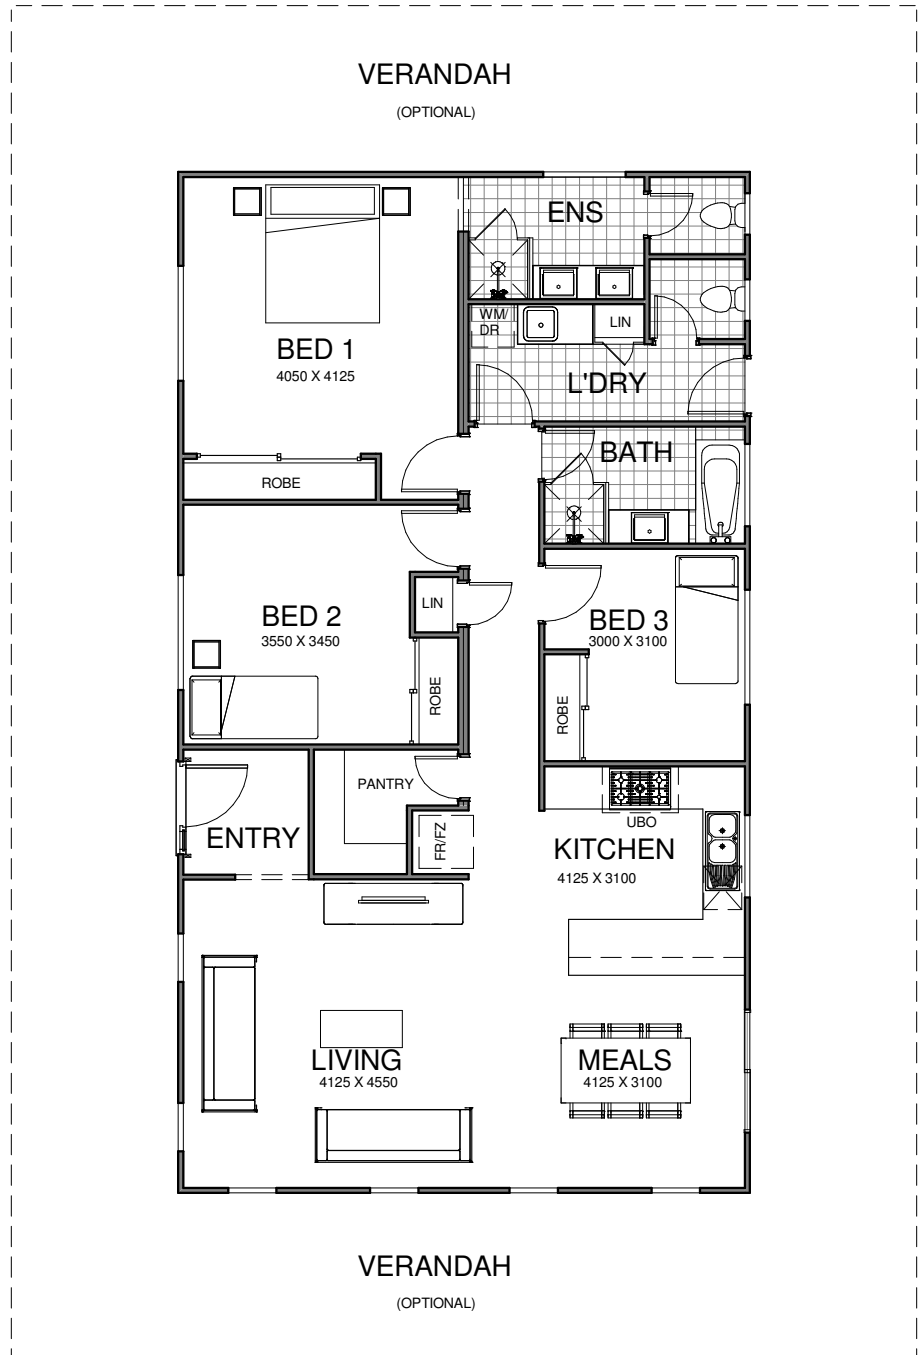 VERANDAH
(OPTIONAL)
ENS
WM/
DR
LIN
BED 1
4050 X 4125
L'DRY
BATH
ROBE
LIN
BED 2
3550 X 3450
BED 3
3000 X 3100
ROBE
ROBE
PANTRY
ENTRY
FR/FZ
UBO
KITCHEN
4125 X 3100
LIVING
4125 X 4550
MEALS
4125 X 3100
VERANDAH
(OPTIONAL)